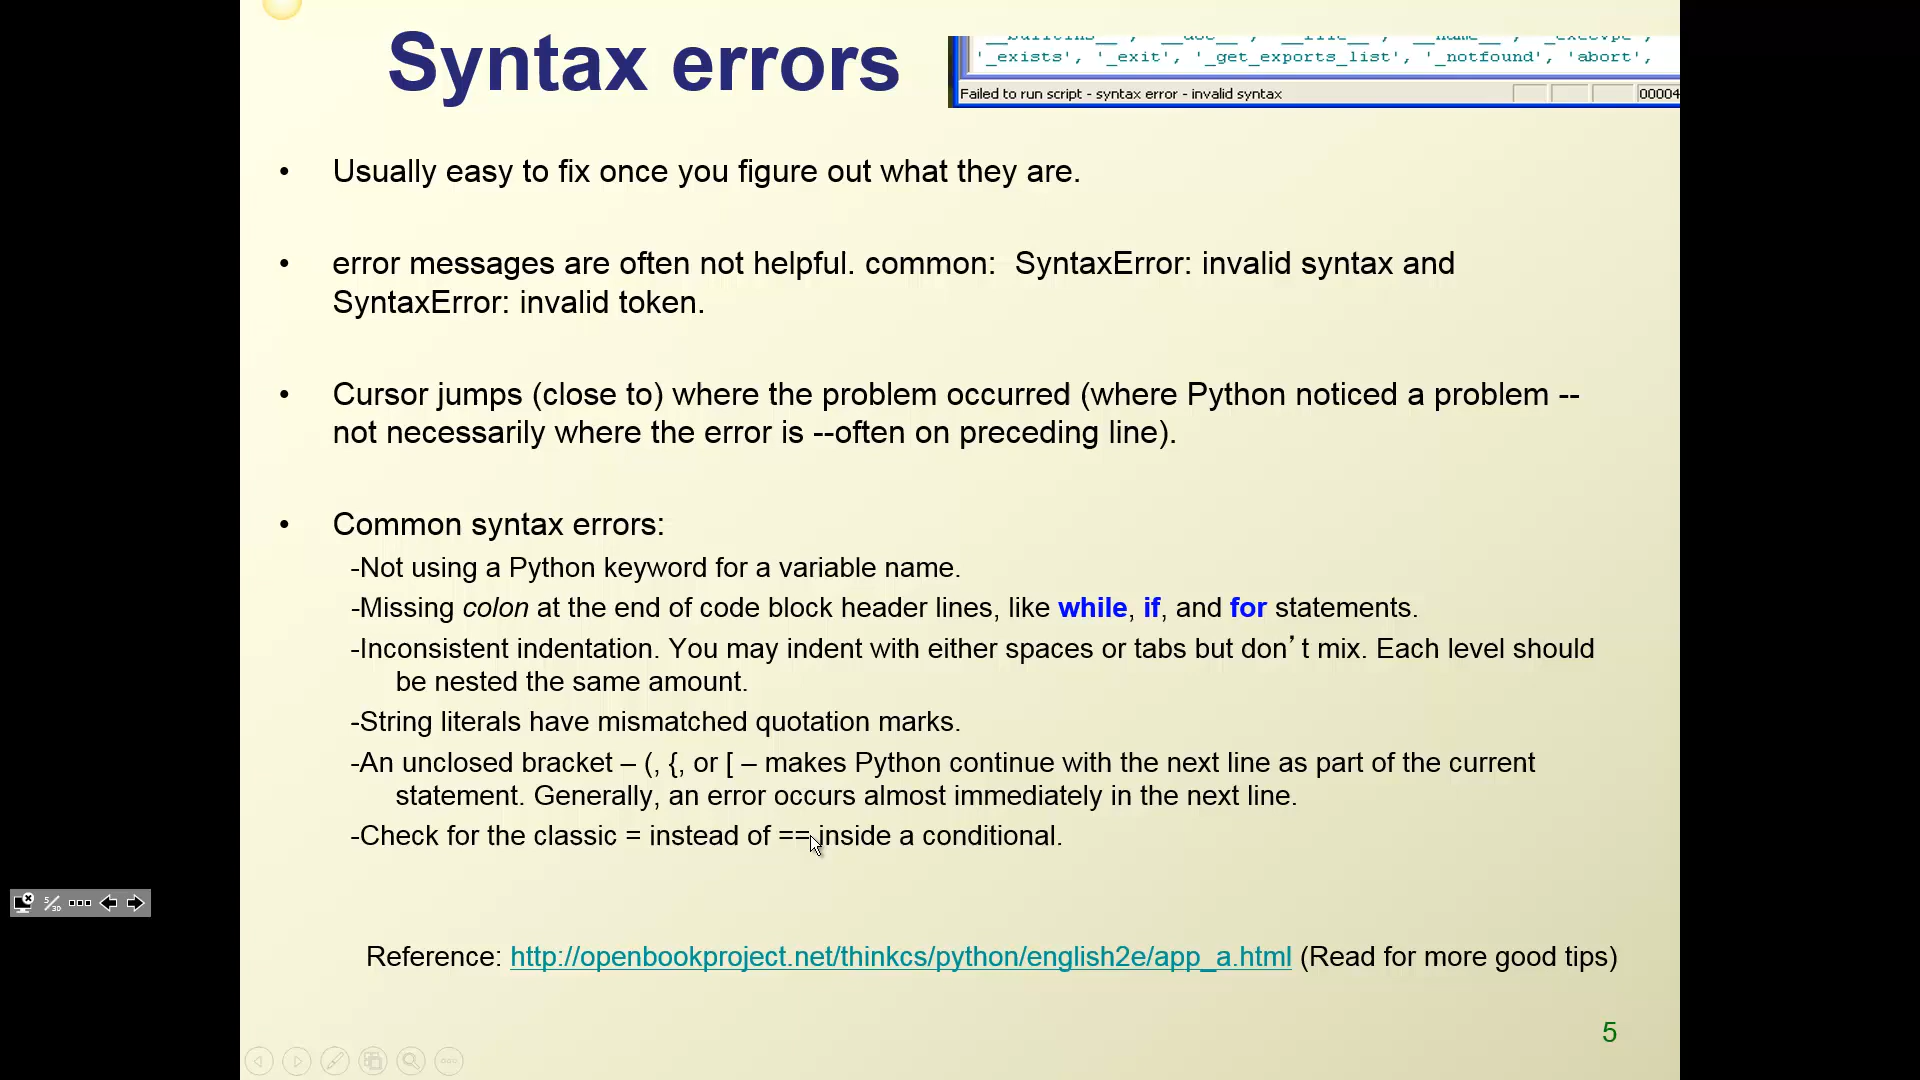 Syntax errors
'_exists', '_exit', '_get_exports_list', '_notfound', 'abort',
Failed to run script - syntax error - invalid syntax
00004
• Usually easy to fix once you figure out what they are.
• error messages are often not helpful. common:  SyntaxError: invalid syntax and
SyntaxError: invalid token.
• Cursor jumps (close to) where the problem occurred (where Python noticed a problem --
not necessarily where the error is --often on preceding line).
• Common syntax errors:
-Not using a Python keyword for a variable name.
-Missing colon at the end of code block header lines, like while, if, and for statements.
-Inconsistent indentation. You may indent with either spaces or tabs but don’t mix. Each level should
be nested the same amount.
-String literals have mismatched quotation marks.
-An unclosed bracket – (, {, or [ – makes Python continue with the next line as part of the current
statement. Generally, an error occurs almost immediately in the next line.
-Check for the classic = instead of == inside a conditional.
5/30
Reference: http://openbookproject.net/thinkcs/python/english2e/app_a.html (Read for more good tips)
5